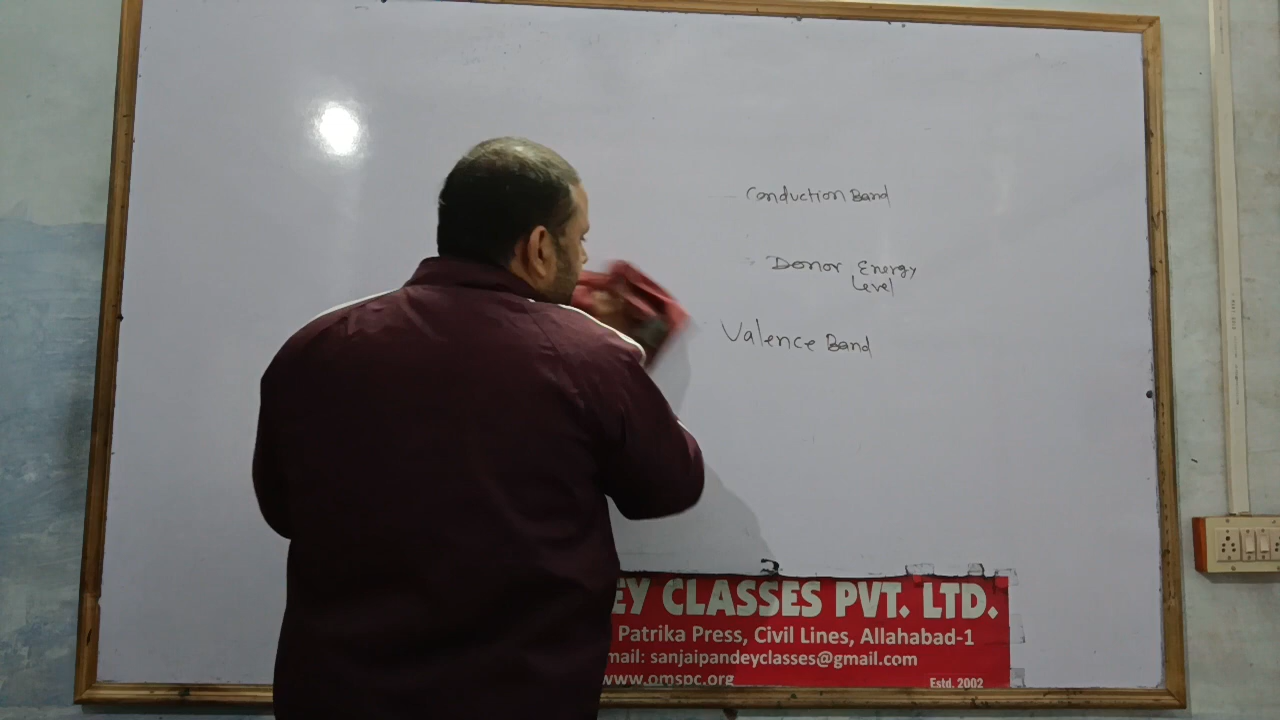 Conduction Band
Donor Energy
Level
Valence Band
EY CLASSES PVT. LTD.
Patrika Press, Civil Lines, Allahabad-1
mail: sanjaipandeyclasses@gmail.com
www.omspc.org
Estd. 2002